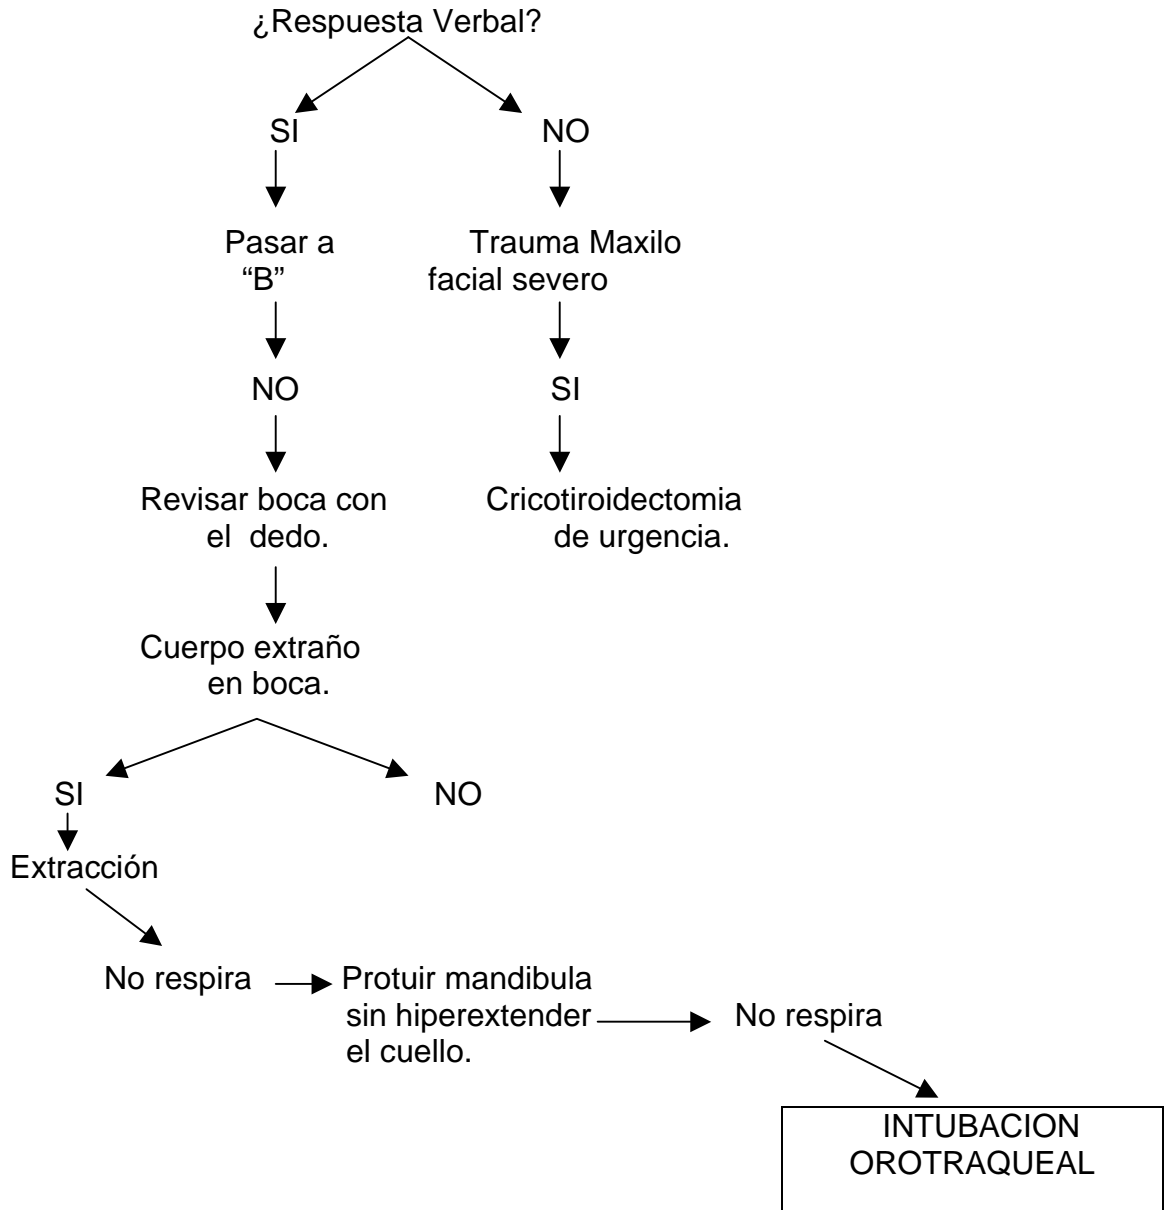 ¿Respuesta Verbal?
SI
NO
Pasar a
“B”
Trauma Maxilo
facial severo
NO
SI
Revisar boca con
el dedo.
Cricotiroidectomia
de urgencia.
Cuerpo extraño
en boca.
SI
NO
Extracción
No respira
Protuir mandibula
sin hiperextender
el cuello.
No respira
INTUBACION
OROTRAQUEAL